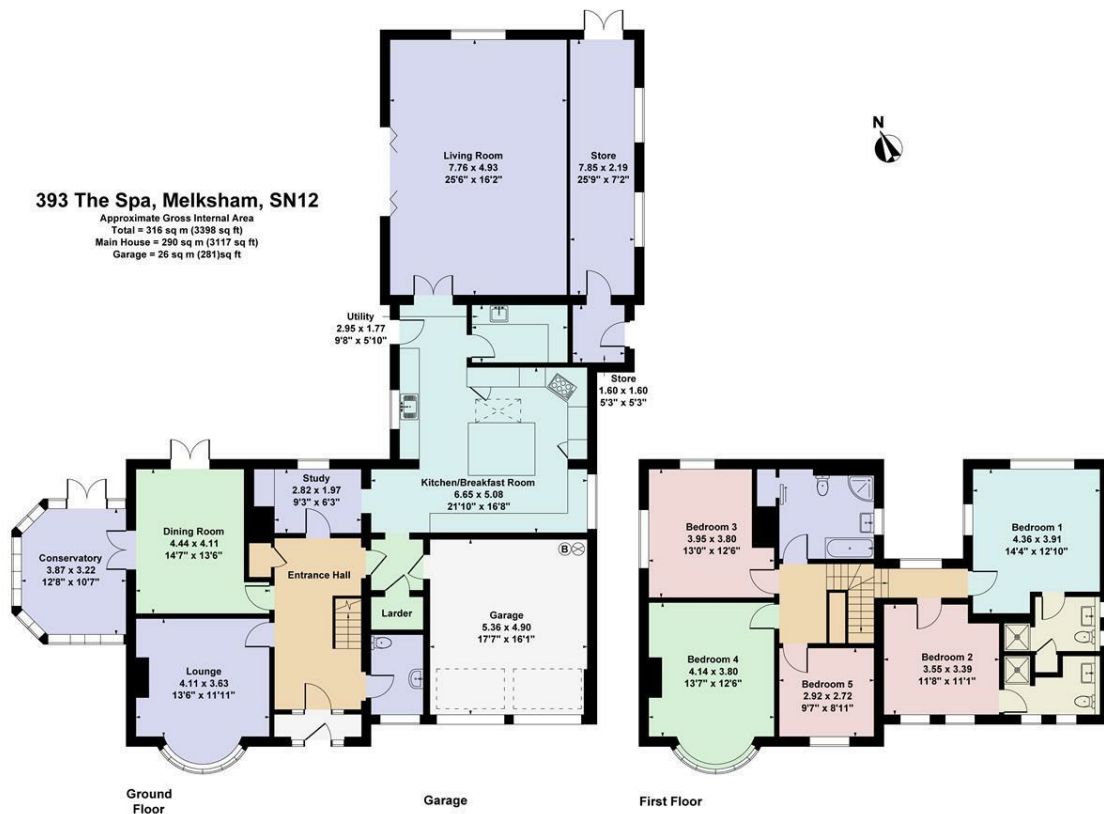 N
393 The Spa, Melksham, SN12
Approximate Gross Internal Area
Total = 316 sq m (3398 sq ft)
Main House = 290 sq m (3117 sq ft)
Garage = 26 sq m (281)sq ft
Living Room
7.76 x 4.93
25'6" x 16'2"
Store
7.85 x 2.19
25'9" x 7'2"
Utility
2.95 x 1.77
9'8" x 5'10"
Store
1.60 x 1.60
5'3" x 5'3"
Kitchen/Breakfast Room
6.65 x 5.08
21'10" x 16'8"
Study
2.82 x 1.97
9'3" x 6'3"
Dining Room
4.44 x 4.11
14'7" x 13'6"
Conservatory
3.87 x 3.22
12'8" x 10'7"
Entrance Hall
Larder
B
Garage
5.36 x 4.90
17'7" x 16'1"
Lounge
4.11 x 3.63
13'6" x 11'11"
Bedroom 3
3.95 x 3.80
13'0" x 12'6"
Bedroom 1
4.36 x 3.91
14'4" x 12'10"
Bedroom 4
4.14 x 3.80
13'7" x 12'6"
Bedroom 5
2.92 x 2.72
9'7" x 8'11"
Bedroom 2
3.55 x 3.39
11'8" x 11'1"
Ground
Floor
Garage
First Floor